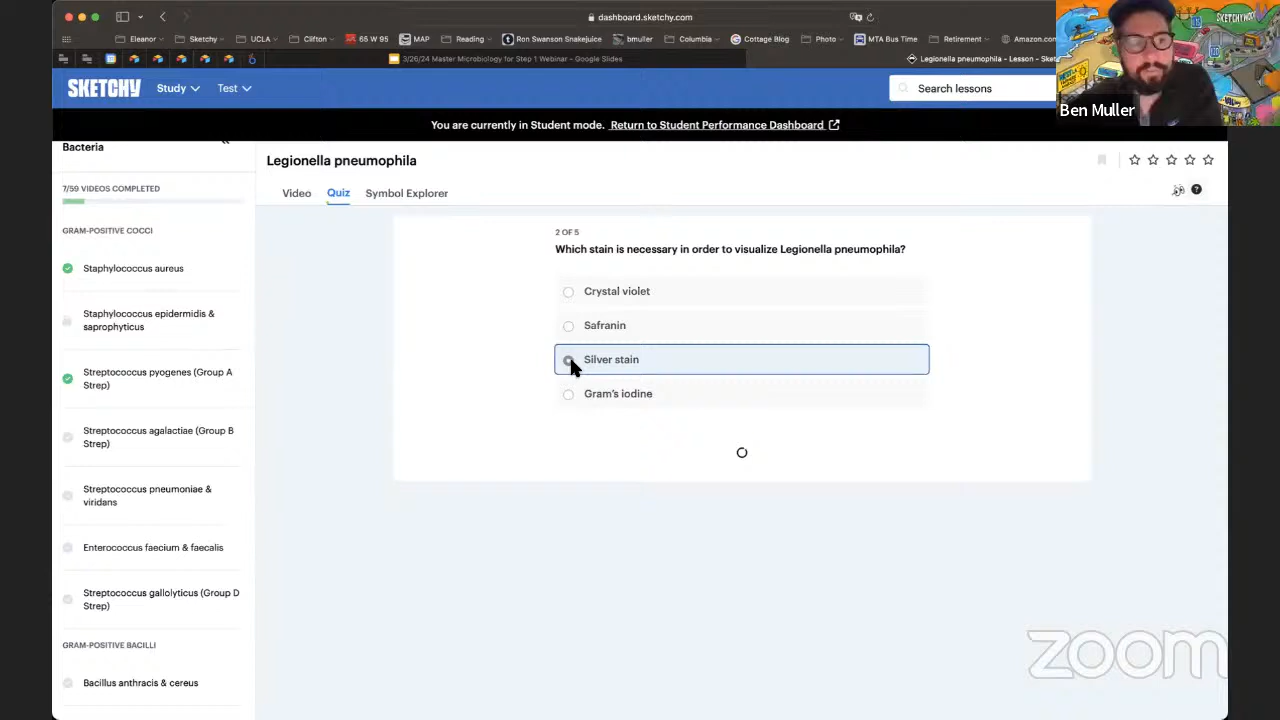 dashboard.sketchy.com
Eleanor
Sketchy
UCLA
Clifton
65 W 95
MAP
Reading
Ron Swanson Snakejuice
bmuller
Columbia
Cottage Blog
Photo
MTA Bus Time
Retirement
Amazon.com
3/26/24 Master Microbiology for Step 1 Webinar – Google Slides
Legionella pneumophila - Lesson - Sket
SKETCHY
Study
Test
Search lessons
Ben Muller
You are currently in Student mode. Return to Student Performance Dashboard
Bacteria
7/59 VIDEOS COMPLETED
GRAM-POSITIVE COCCI
Staphylococcus aureus
Staphylococcus epidermidis &
saprophyticus
Streptococcus pyogenes (Group A
Strep)
Streptococcus agalactiae (Group B
Strep)
Streptococcus pneumoniae &
viridans
Enterococcus faecium & faecalis
Streptococcus gallolyticus (Group D
Strep)
GRAM-POSITIVE BACILLI
Bacillus anthracis & cereus
Legionella pneumophila
Video
Quiz
Symbol Explorer
2 OF 5
Which stain is necessary in order to visualize Legionella pneumophila?
Crystal violet
Safranin
Silver stain
Gram's iodine
zoom